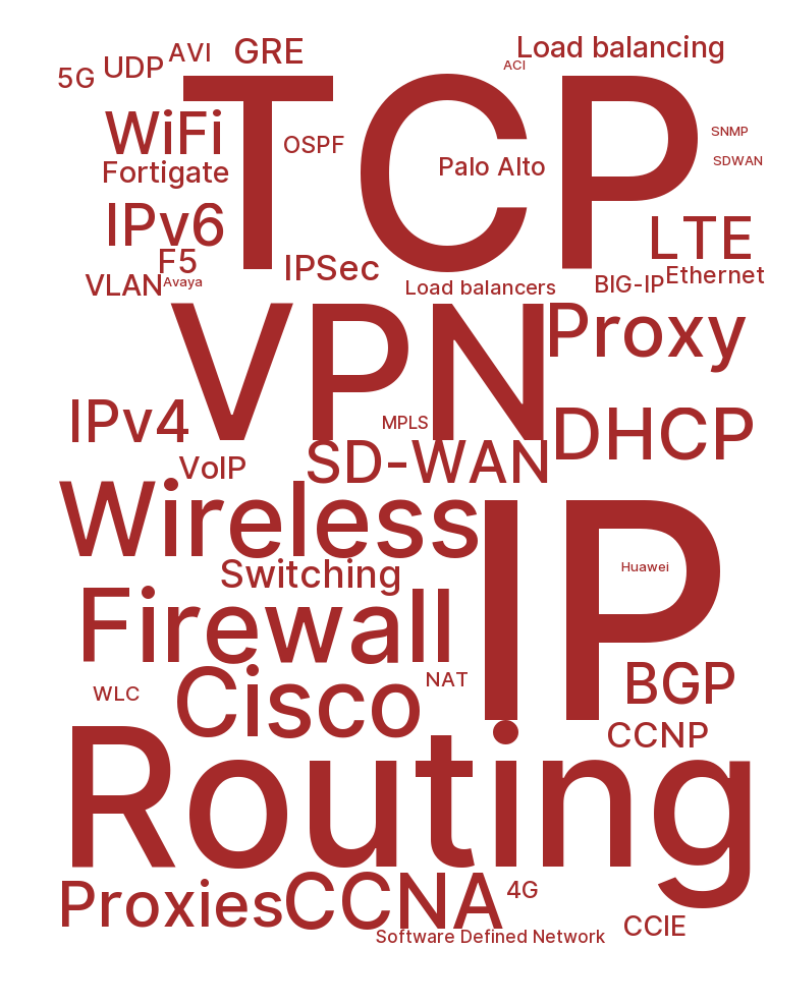 5G
UDP
AVI
GRE
Load balancing
ACI
TCP
WiFi
OSPF
Palo Alto
SNMP
SDWAN
Fortigate
IPv6
LTE
F5
VLAN
Avaya
IPSec
Load balancers
BIG-IP
Ethernet
VPN
Proxy
IPv4
MPLS
DHCP
VoIP
SD-WAN
Wireless
IP
Huawei
Switching
Firewall
WLC
Cisco
NAT
BGP
CCNP
Routing
Proxies
CCNA
4G
CCIE
Software Defined Network